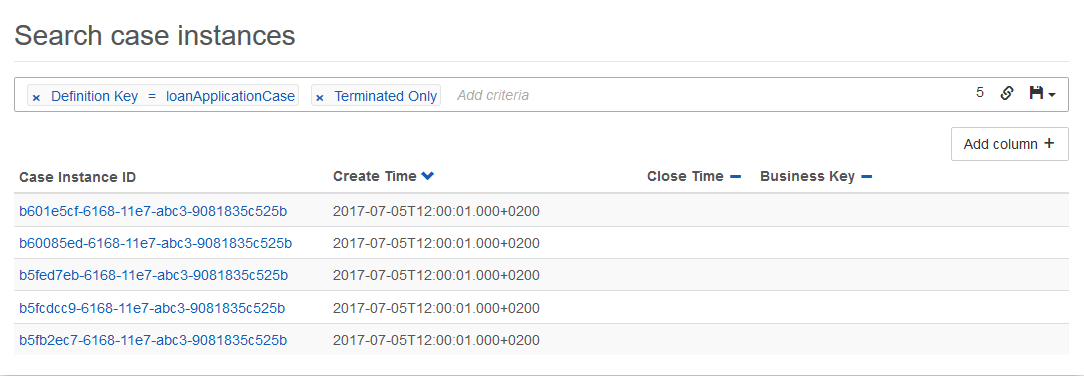 Search case instances
× Definition Key = loanApplicationCase × Terminated Only Add criteria 5
Add column +
Case Instance ID Create Time Close Time Business Key
b601e5cf-6168-11e7-abc3-9081835c525b 2017-07-05T12:00:01.000+0200
b60085ed-6168-11e7-abc3-9081835c525b 2017-07-05T12:00:01.000+0200
b5fed7eb-6168-11e7-abc3-9081835c525b 2017-07-05T12:00:01.000+0200
b5fcdcc9-6168-11e7-abc3-9081835c525b 2017-07-05T12:00:01.000+0200
b5fb2ec7-6168-11e7-abc3-9081835c525b 2017-07-05T12:00:01.000+0200